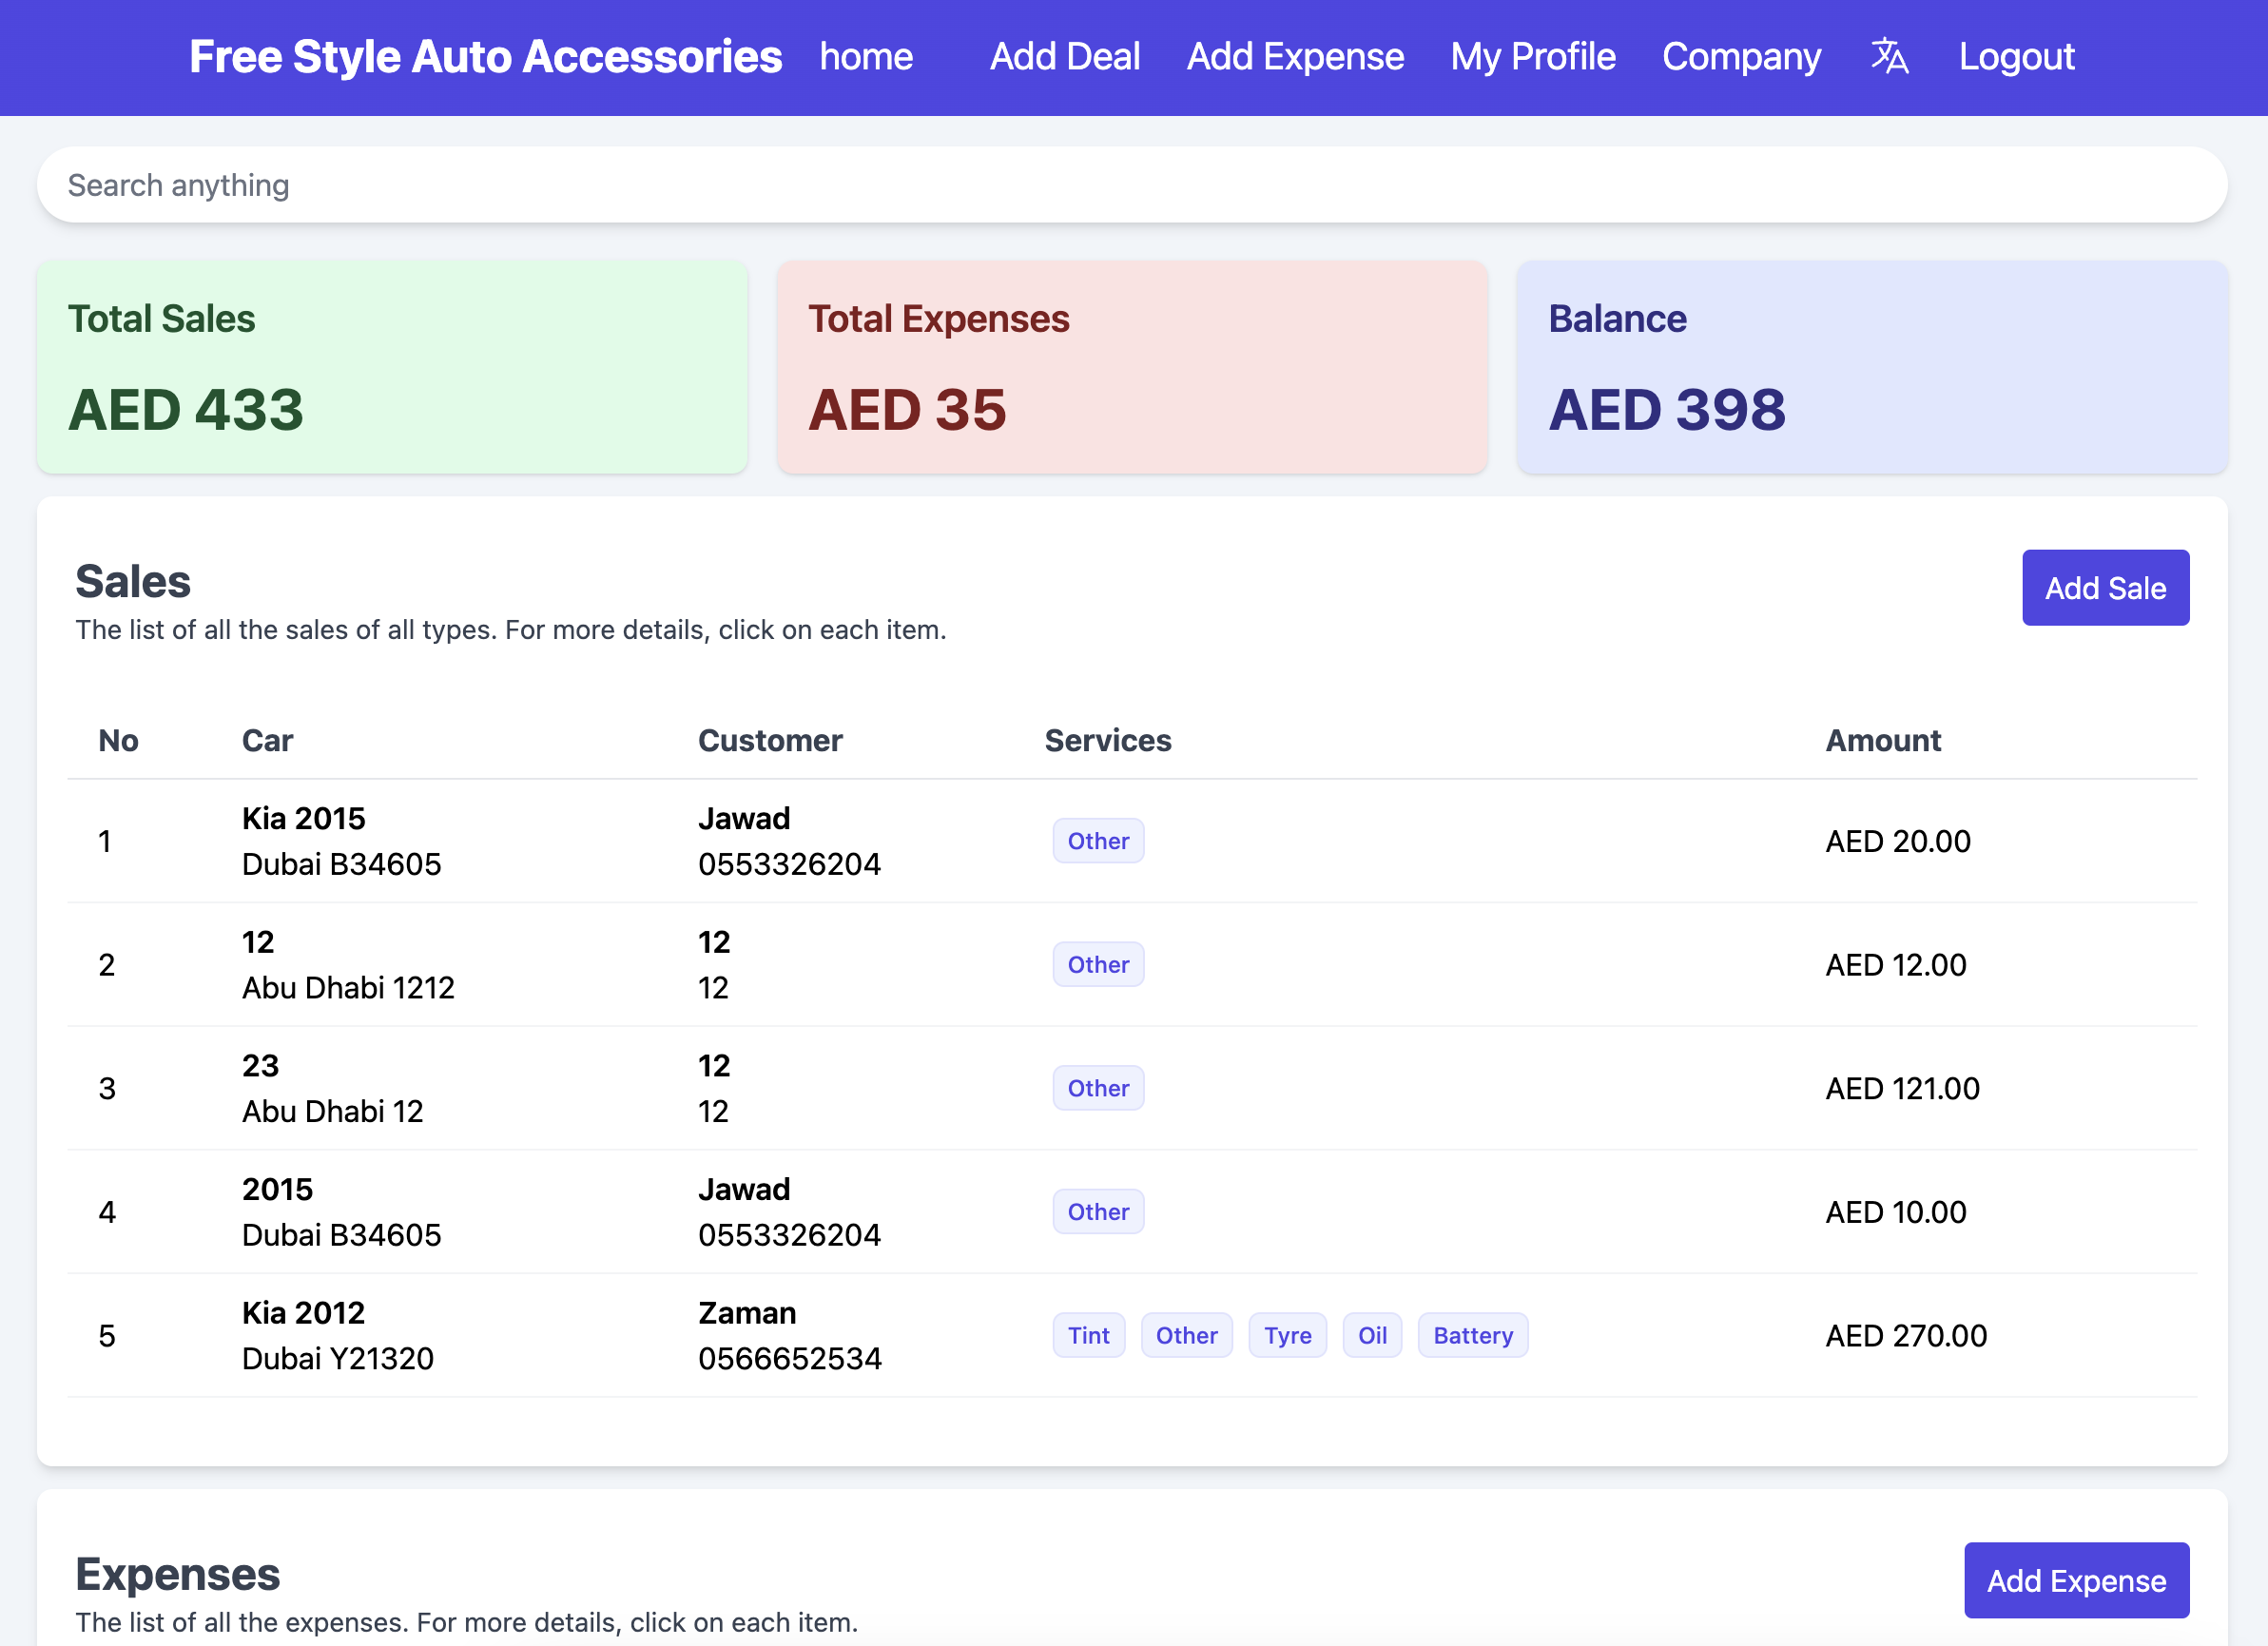 Free Style Auto Accessories home Add Deal Add Expense My Profile Company Logout
Search anything
Total Sales
AED 433
Total Expenses
AED 35
Balance
AED 398
Sales
The list of all the sales of all types. For more details, click on each item.
Add Sale
No Car Customer Services Amount
1 Kia 2015 Jawad Other AED 20.00
Dubai B34605 0553326204
2 12 12 Other AED 12.00
Abu Dhabi 1212 12
3 23 12 Other AED 121.00
Abu Dhabi 12 12
4 2015 Jawad Other AED 10.00
Dubai B34605 0553326204
5 Kia 2012 Zaman Tint Other Tyre Oil Battery AED 270.00
Dubai Y21320 0566652534
Expenses
The list of all the expenses. For more details, click on each item.
Add Expense